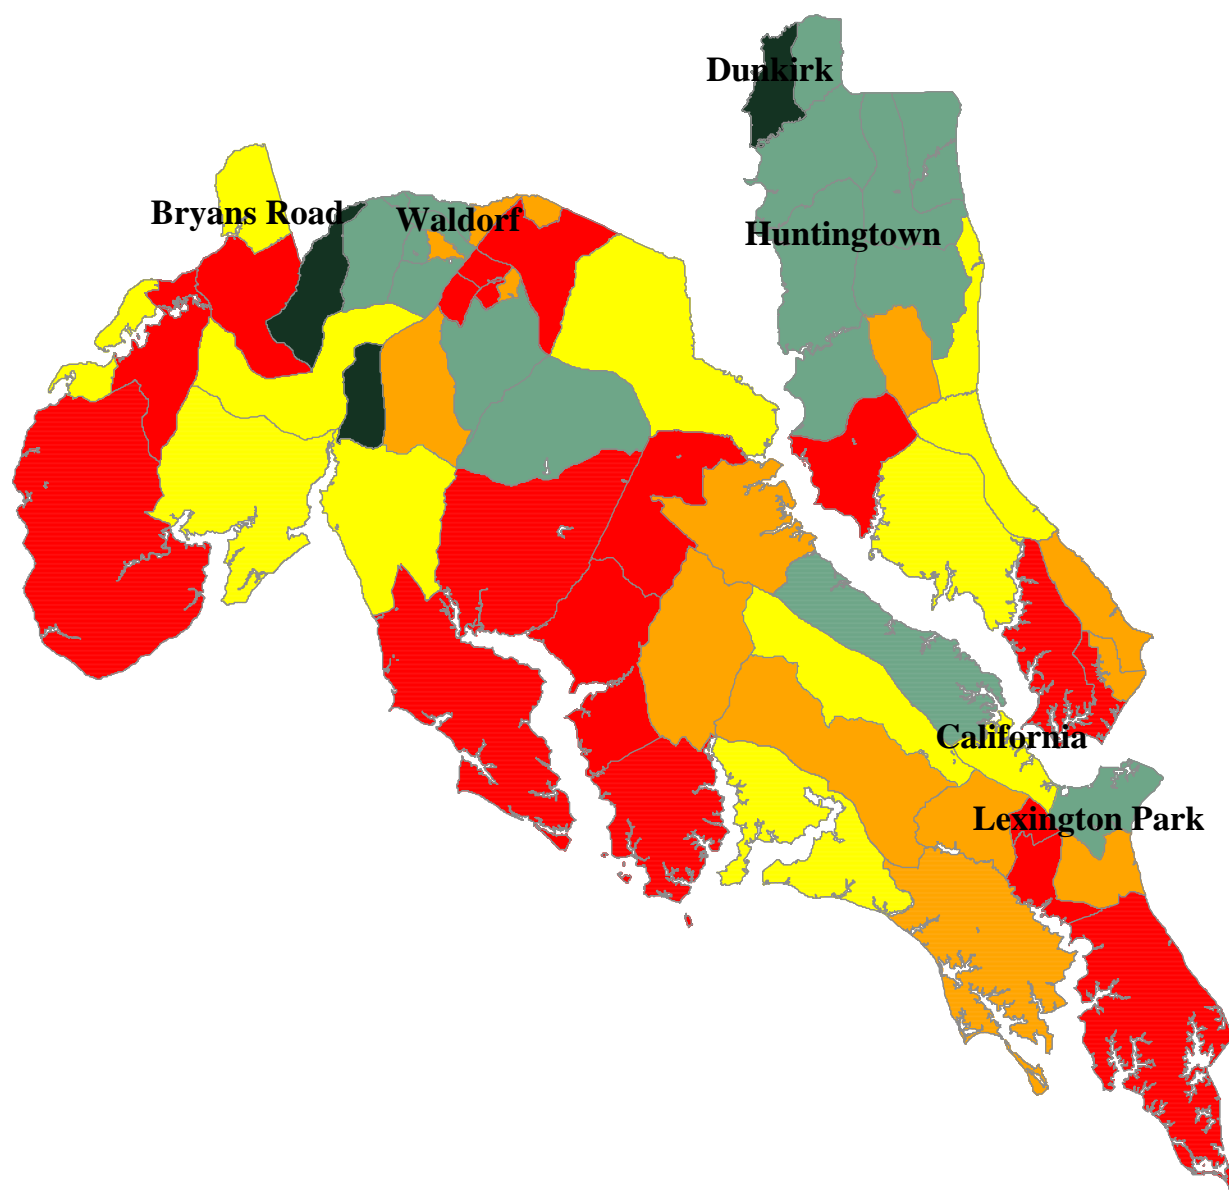 Dunkirk
Bryans Road
Waldorf
Huntingtown
California
Lexington Park